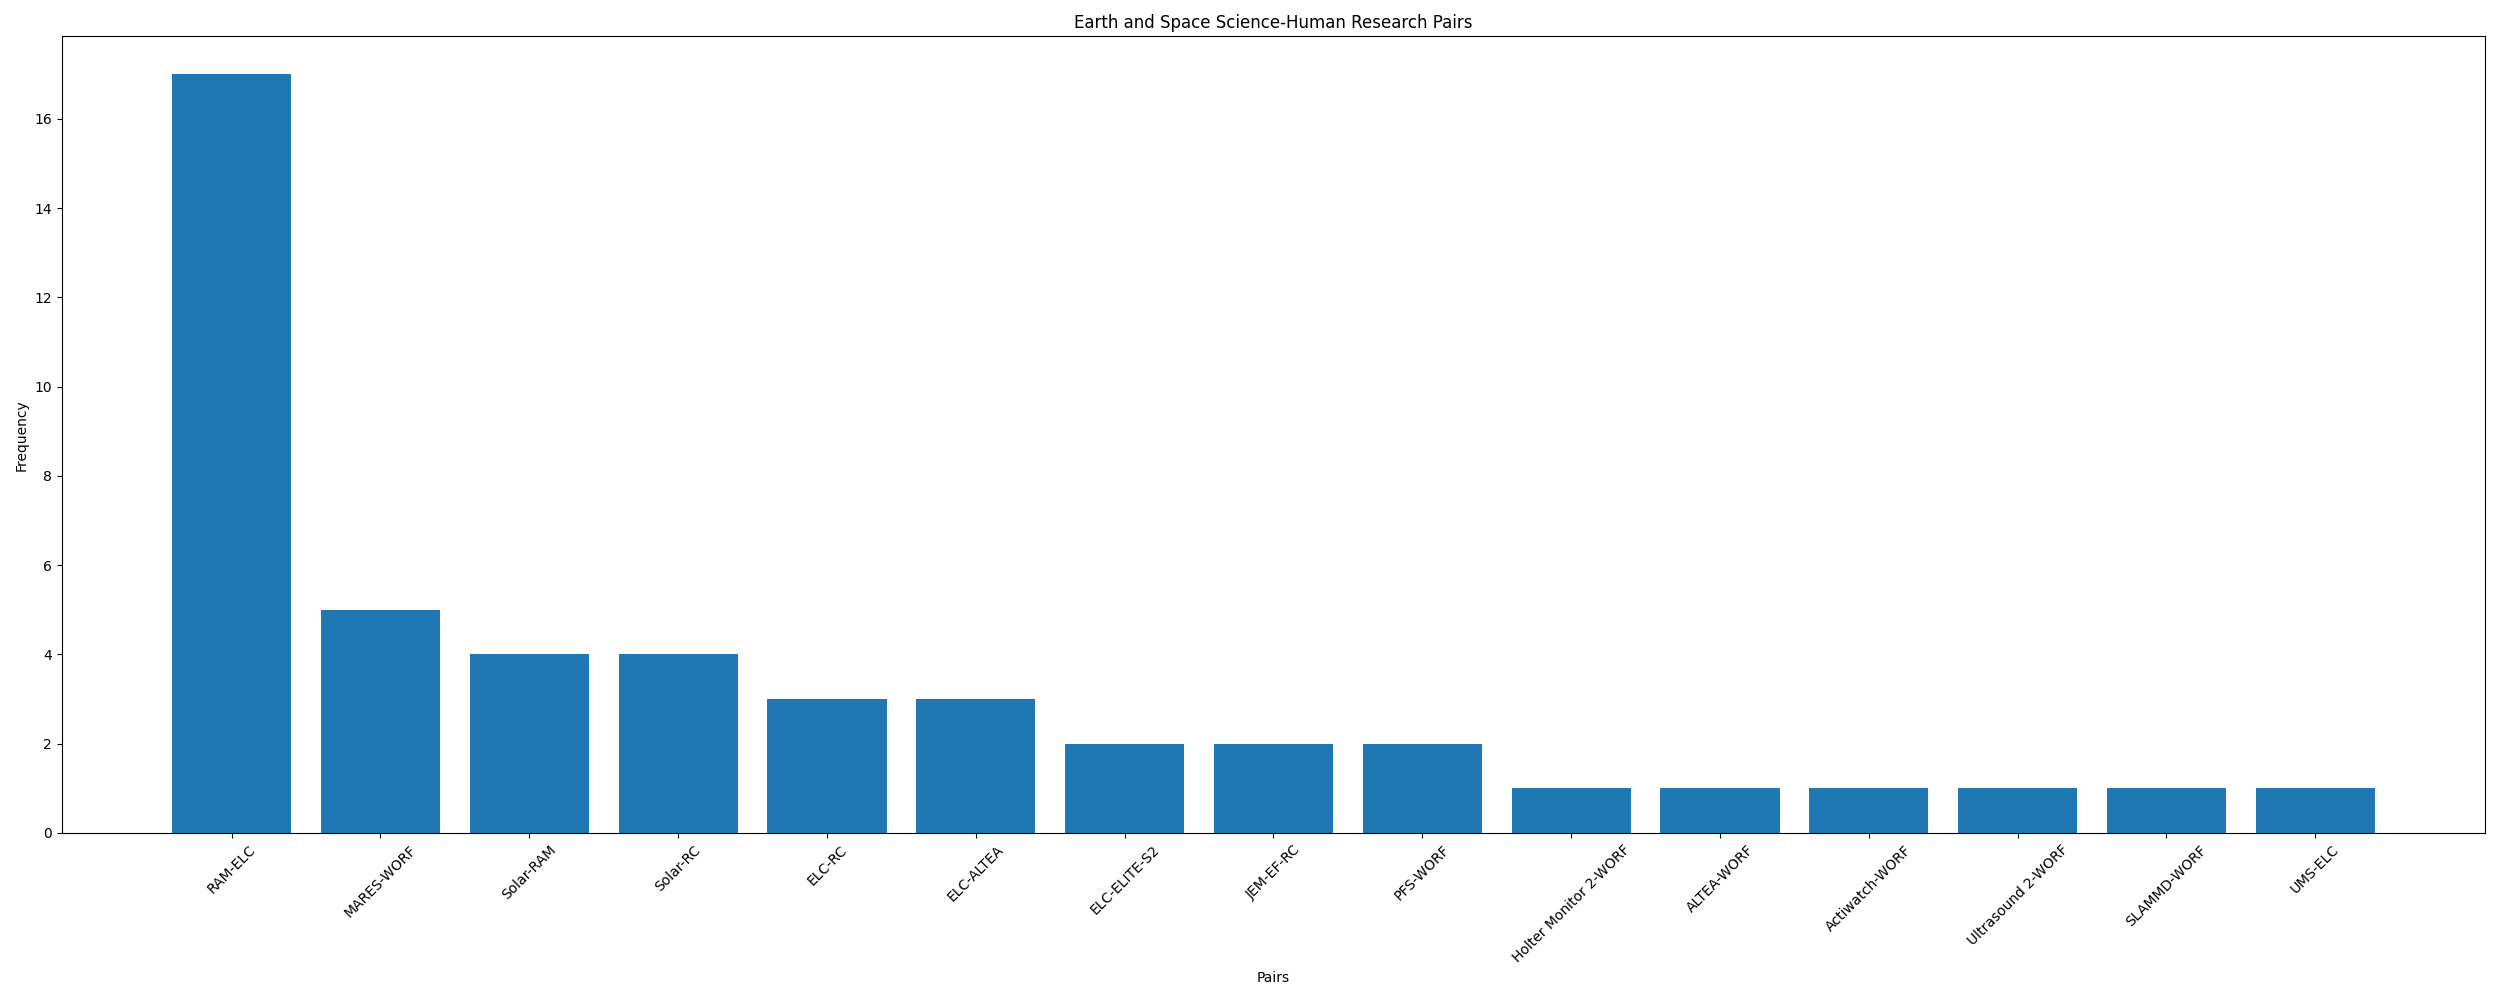 Earth and Space Science-Human Research Pairs
Frequency
16
14
12
10
8
6
4
2
0
RAM-ELC
MARES-WORF
Solar-RAM
Solar-RC
ELC-RC
ELC-ALTEA
ELC-ELITE-S2
JEM-EF-RC
PFS-WORF
Holter Monitor 2-WORF
ALTEA-WORF
Actiwatch-WORF
Ultrasound 2-WORF
SLAMMD-WORF
UMS-ELC
Pairs